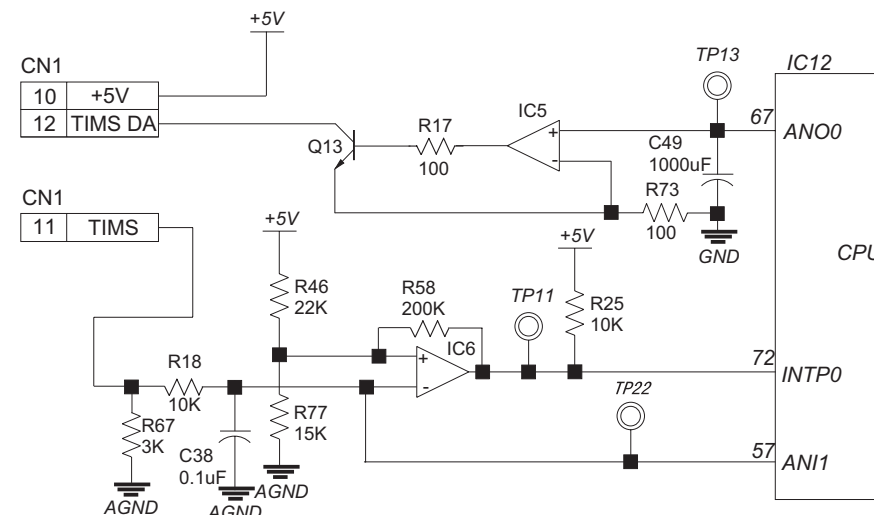 +5V
CN1
10 +5V
12 TIMS DA
TP13
IC12
IC5
67
ANO0
R17
100
Q13
C49
1000uF
R73
100
GND
CN1
11 TIMS
+5V
+5V
R46
22K
R58
200K
TP11
R25
10K
CPU
IC6
72
INTP0
R18
10K
TP22
R67
3K
R77
15K
C38
0.1uF
57
ANI1
AGND
AGND
AGND